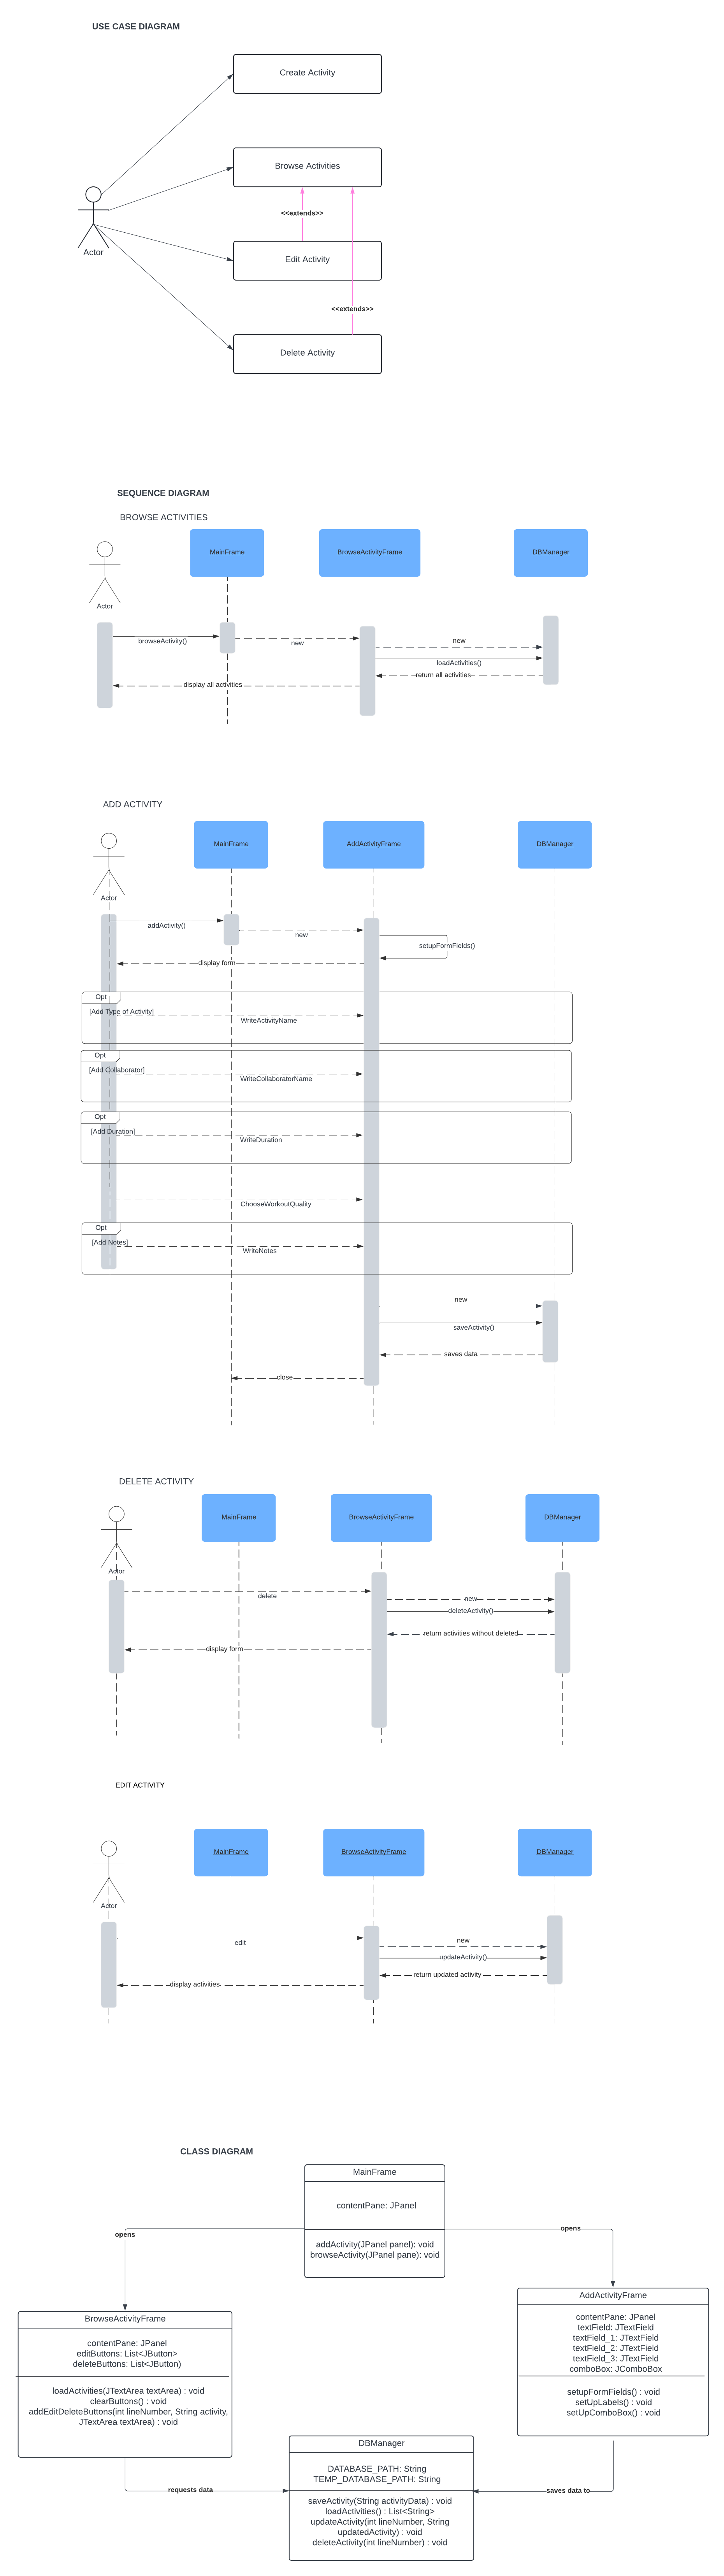 USE CASE DIAGRAM
Create Activity
Browse Activities
<<extends>>
Actor
Edit Activity
<<extends>>
Delete Activity
SEQUENCE DIAGRAM
BROWSE ACTIVITIES
MainFrame
BrowseActivityFrame
DBManager
Actor
browseActivity()
new
new
loadActivities()
return all activities
display all activities
ADD ACTIVITY
MainFrame
AddActivityFrame
DBManager
Actor
addActivity()
new
setupFormFields()
display form
Opt
[Add Type of Activity]
WriteActivityName
Opt
[Add Collaborator]
WriteCollaboratorName
Opt
[Add Duration]
WriteDuration
ChooseWorkoutQuality
Opt
[Add Notes]
WriteNotes
new
saveActivity()
saves data
close
DELETE ACTIVITY
MainFrame
BrowseActivityFrame
DBManager
Actor
delete
new
deleteActivity()
return activities without deleted
display form
EDIT ACTIVITY
MainFrame
BrowseActivityFrame
DBManager
Actor
edit
new
updateActivity()
return updated activity
display activities
CLASS DIAGRAM
MainFrame
contentPane: JPanel
addActivity(JPanel panel): void
browseActivity(JPanel pane): void
opens
opens
BrowseActivityFrame
contentPane: JPanel
editButtons: List<JButton>
deleteButtons: List<JButton)
loadActivities(JTextArea textArea) : void
clearButtons() : void
addEditDeleteButtons(int lineNumber, String activity,
JTextArea textArea) : void
AddActivityFrame
contentPane: JPanel
textField: JTextField
textField_1: JTextField
textField_2: JTextField
textField_3: JTextField
comboBox: JComboBox
setupFormFields() : void
setUpLabels() : void
setUpComboBox() : void
requests data
saves data to
DBManager
DATABASE_PATH: String
TEMP_DATABASE_PATH: String
saveActivity(String activityData) : void
loadActivities() : List<String>
updateActivity(int lineNumber, String
updatedActivity) : void
deleteActivity(int lineNumber) : void